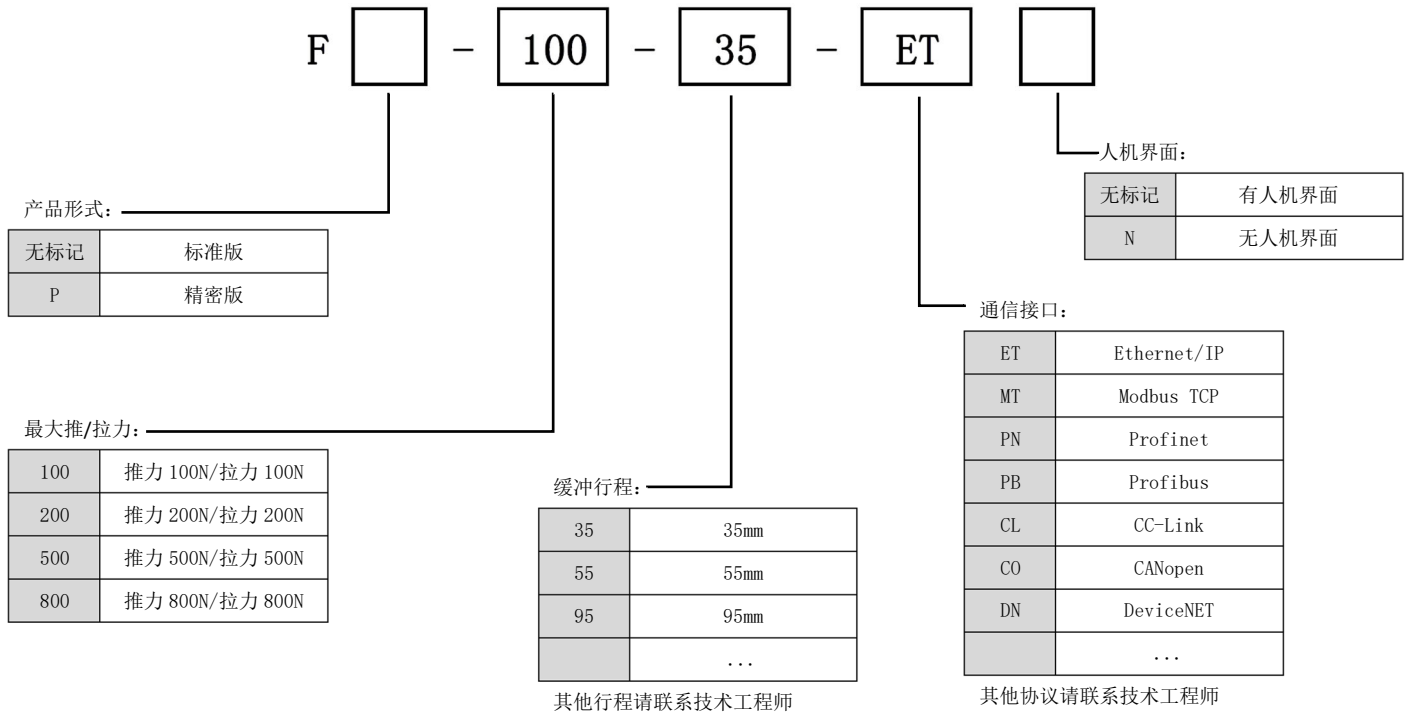 F - 100 - 35 - ET
人机界面：
无标记 有人机界面
N 无人机界面
产品形式：
无标记 标准版
P 精密版
通信接口：
ET Ethernet/IP
MT Modbus TCP
PN Profinet
PB Profibus
CL CC-Link
CO CANopen
DN DeviceNET
...
其他协议请联系技术工程师
最大推/拉力：
100 推力 100N/拉力 100N
200 推力 200N/拉力 200N
500 推力 500N/拉力 500N
800 推力 800N/拉力 800N
缓冲行程：
35 35mm
55 55mm
95 95mm
...
其他行程请联系技术工程师